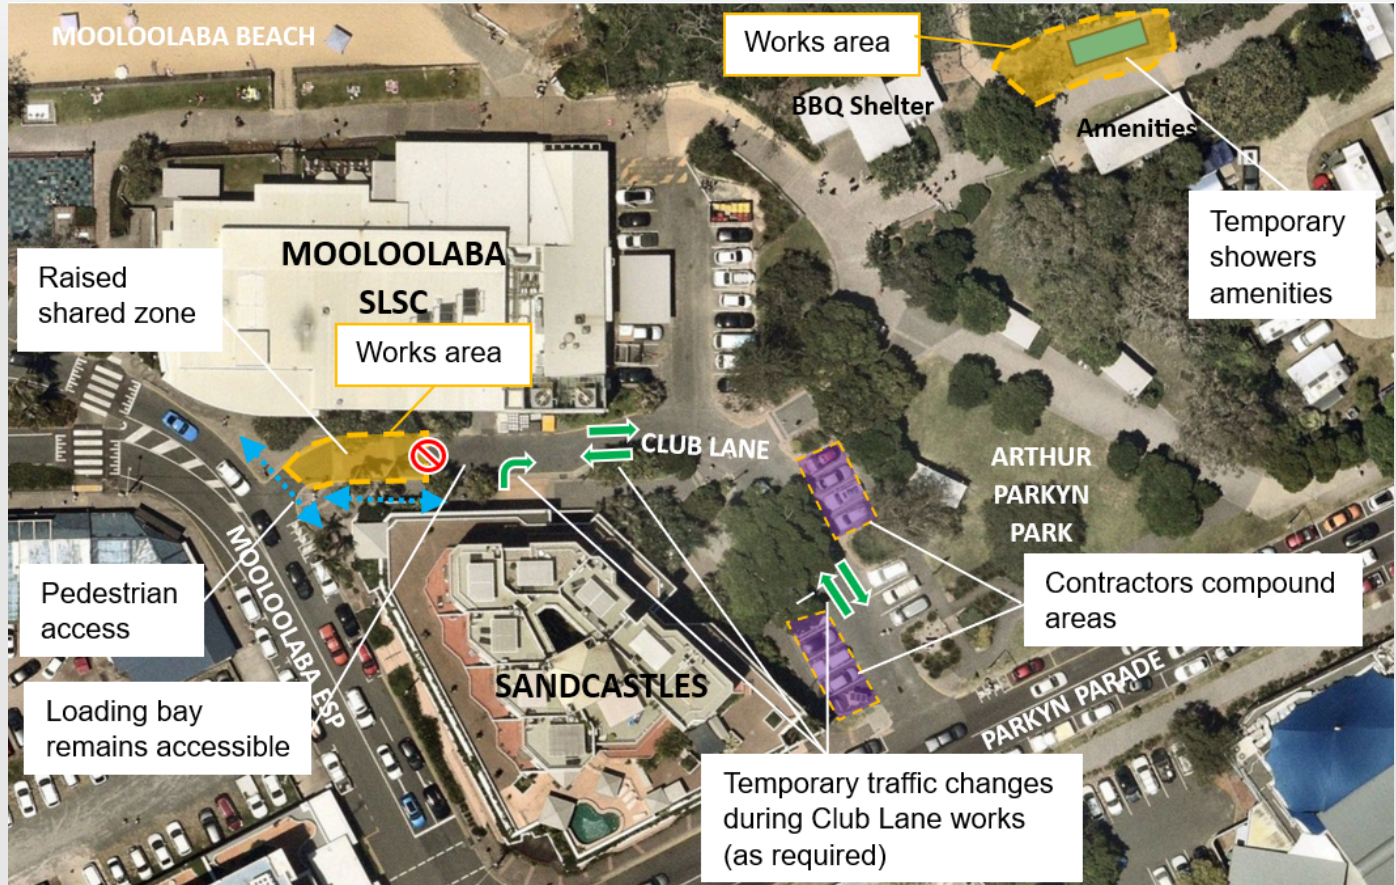 MOOLOOLABA BEACH
Works area
BBQ Shelter
Amenities
Temporary
showers
amenities
MOOLOOLABA
SLSC
Raised
shared zone
Works area
CLUB LANE
ARTHUR
PARKYN
PARK
Pedestrian
access
MOOLOOLABA ESP
Contractors compound
areas
Loading bay
remains accessible
SANDCASTLES
PARKYN PARADE
Temporary traffic changes
during Club Lane works
(as required)